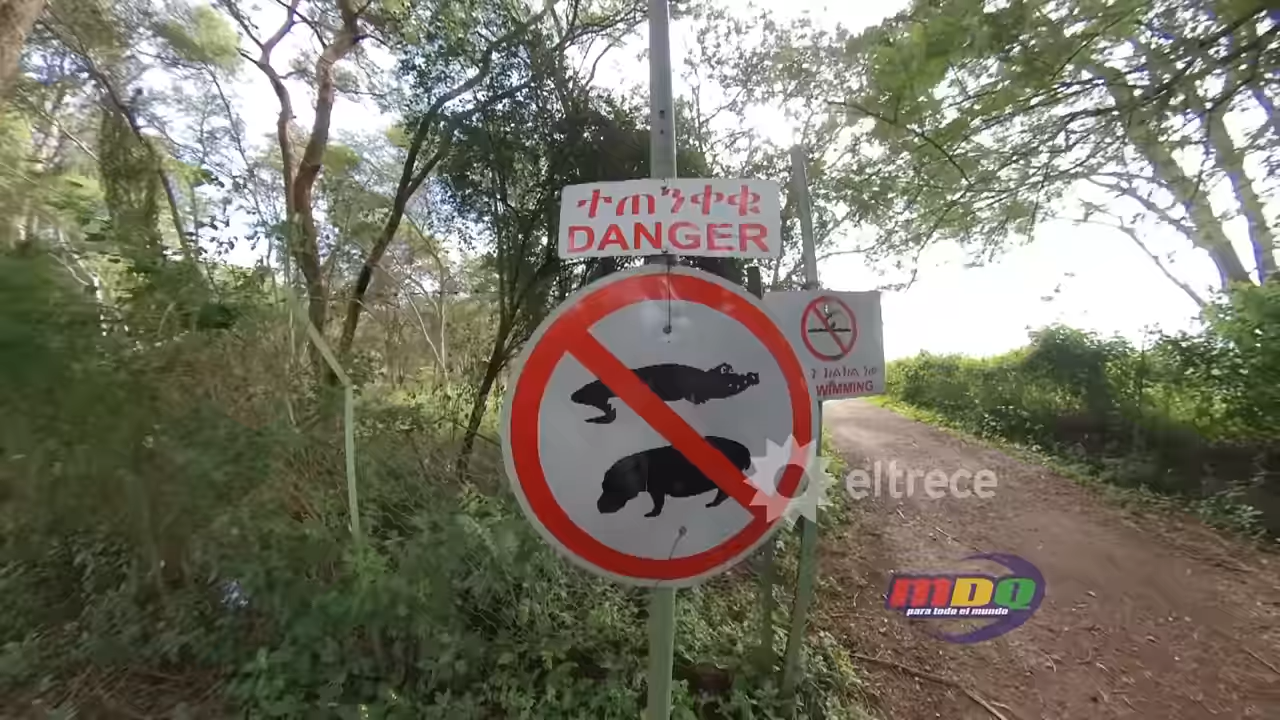 ተጠንቀቁ
DANGER
WIMMING
eltrece
MDQ
para todo el mundo